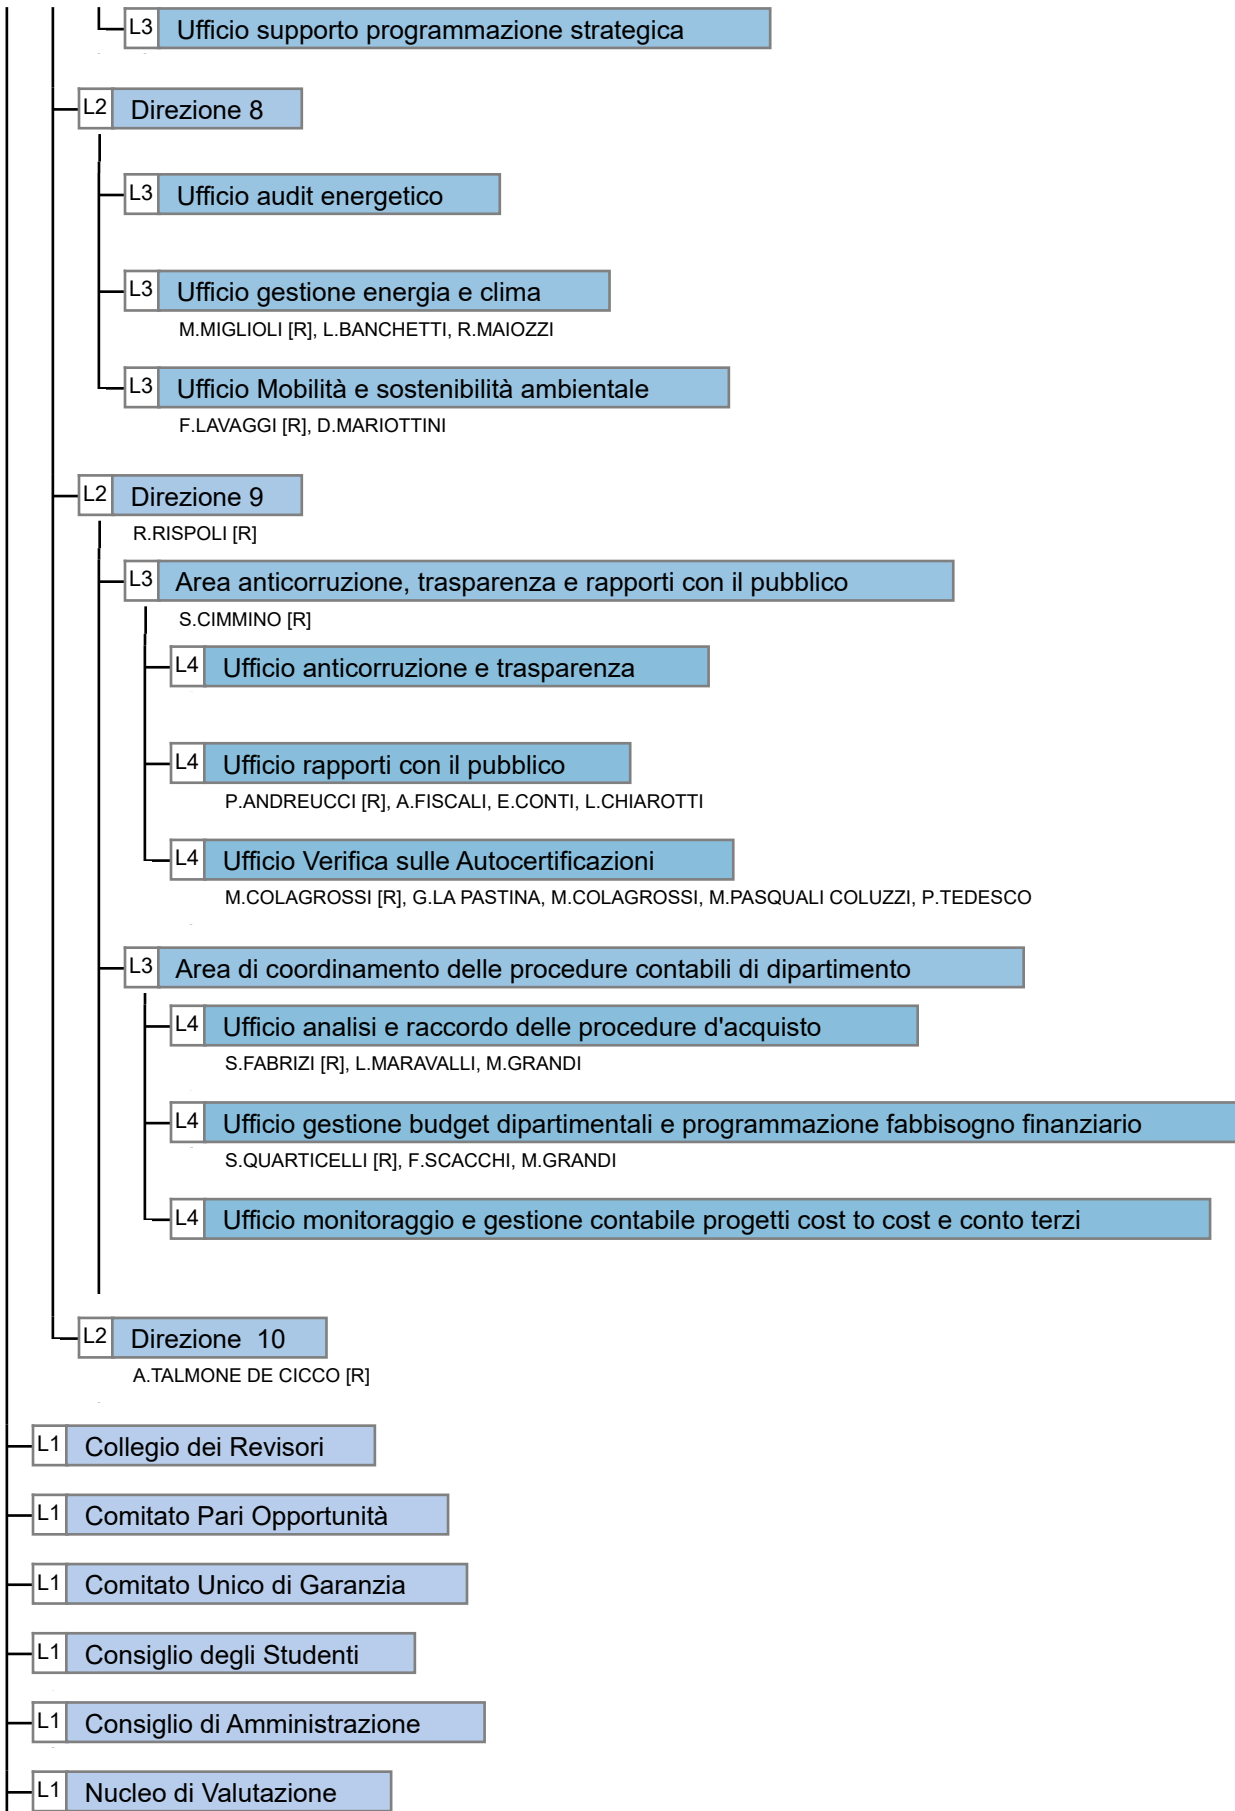 L3 Ufficio supporto programmazione strategica
L2 Direzione 8
L3 Ufficio audit energetico
L3 Ufficio gestione energia e clima
M.MIGLIOLI [R], L.BANCHETTI, R.MAIOZZI
L3 Ufficio Mobilità e sostenibilità ambientale
F.LAVAGGI [R], D.MARIOTTINI
L2 Direzione 9
R.RISPOLI [R]
L3 Area anticorruzione, trasparenza e rapporti con il pubblico
S.CIMMINO [R]
L4 Ufficio anticorruzione e trasparenza
L4 Ufficio rapporti con il pubblico
P.ANDREUCCI [R], A.FISCALI, E.CONTI, L.CHIAROTTI
L4 Ufficio Verifica sulle Autocertificazioni
M.COLAGROSSI [R], G.LA PASTINA, M.COLAGROSSI, M.PASQUALI COLUZZI, P.TEDESCO
L3 Area di coordinamento delle procedure contabili di dipartimento
L4 Ufficio analisi e raccordo delle procedure d'acquisto
S.FABRIZI [R], L.MARAVALLI, M.GRANDI
L4 Ufficio gestione budget dipartimentali e programmazione fabbisogno finanziario
S.QUARTICELLI [R], F.SCACCHI, M.GRANDI
L4 Ufficio monitoraggio e gestione contabile progetti cost to cost e conto terzi
L2 Direzione  10
A.TALMONE DE CICCO [R]
L1 Collegio dei Revisori
L1 Comitato Pari Opportunità
L1 Comitato Unico di Garanzia
L1 Consiglio degli Studenti
L1 Consiglio di Amministrazione
L1 Nucleo di Valutazione